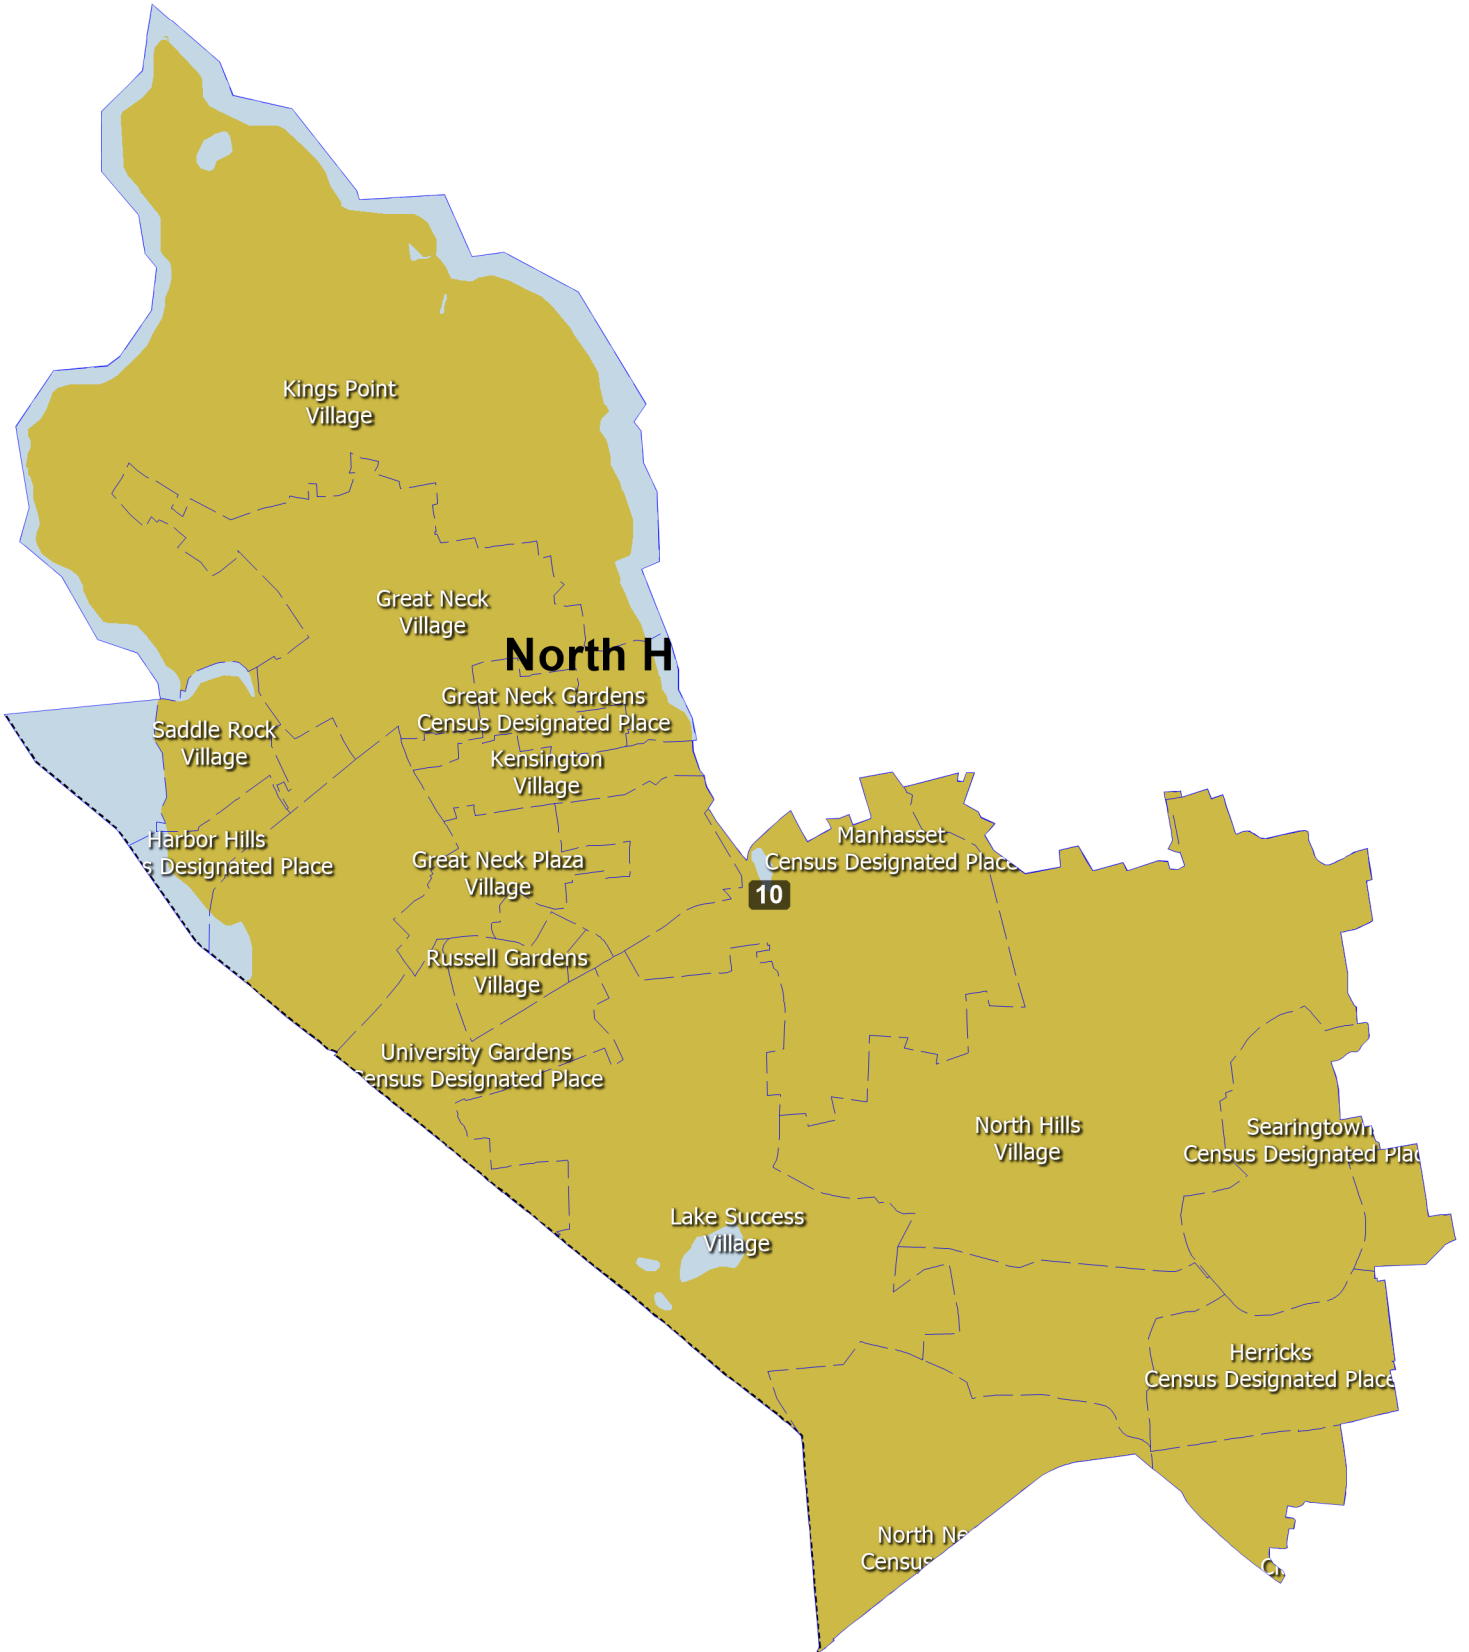 Kings Point
Village
Great Neck
Village
North H
Great Neck Gardens
Census Designated Place
Saddle Rock
Village
Kensington
Village
Harbor Hills
s Designated Place
Manhasset
Census Designated Place
Great Neck Plaza
Village
10
Russell Gardens
Village
University Gardens
Census Designated Place
North Hills
Village
Searingtown
Census Designated Plac
Lake Success
Village
Herricks
Census Designated Place
North Ne
Census